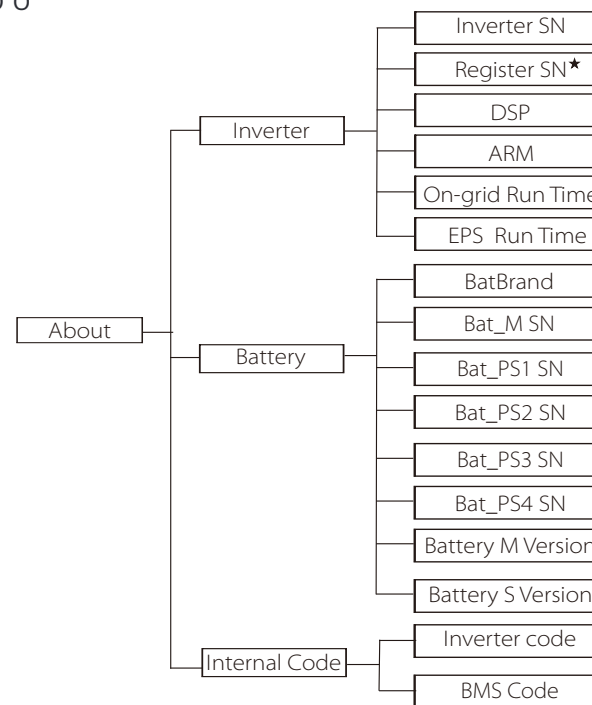 Inverter SN
Register SN★
DSP
Inverter
ARM
On-grid Run Time
EPS Run Time
BatBrand
About
Bat_M SN
Battery
Bat_PS1 SN
Bat_PS2 SN
Bat_PS3 SN
Bat_PS4 SN
Battery M Version
Battery S Version
Inverter code
Internal Code
BMS Code